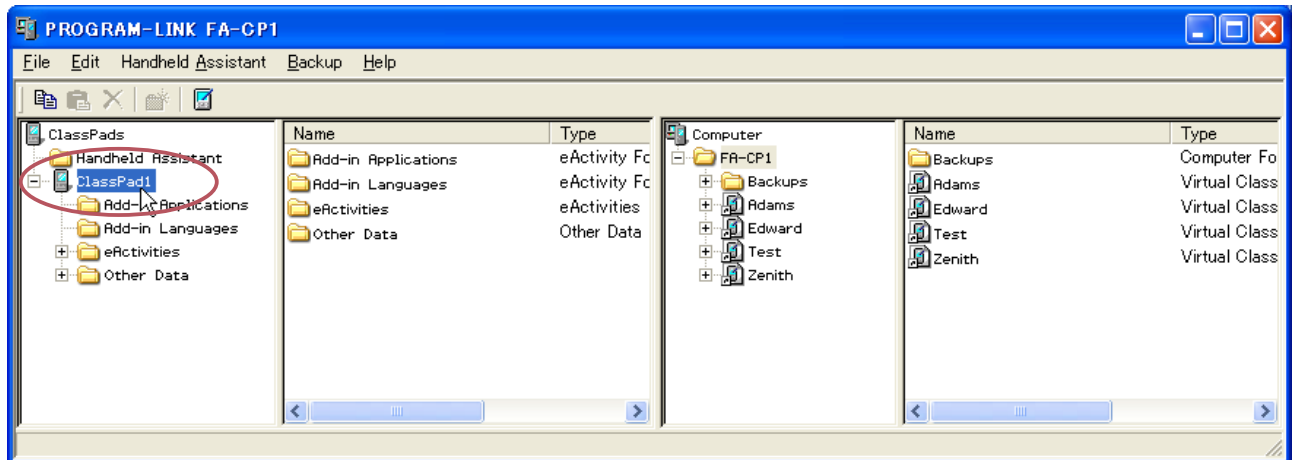 PROGRAM-LINK FA-CP1
File Edit Handheld Assistant Backup Help
ClassPads
Handheld Assistant
ClassPad1
Add-in Applications
Add-in Languages
eActivities
Other Data
Name Type
Add-in Applications eActivity Fo
Add-in Languages eActivity Fo
eActivities eActivities
Other Data Other Data
Computer
FA-CP1
Backups
Adams
Edward
Test
Zenith
Name Type
Backups Computer Fo
Adams Virtual Class
Edward Virtual Class
Test Virtual Class
Zenith Virtual Class